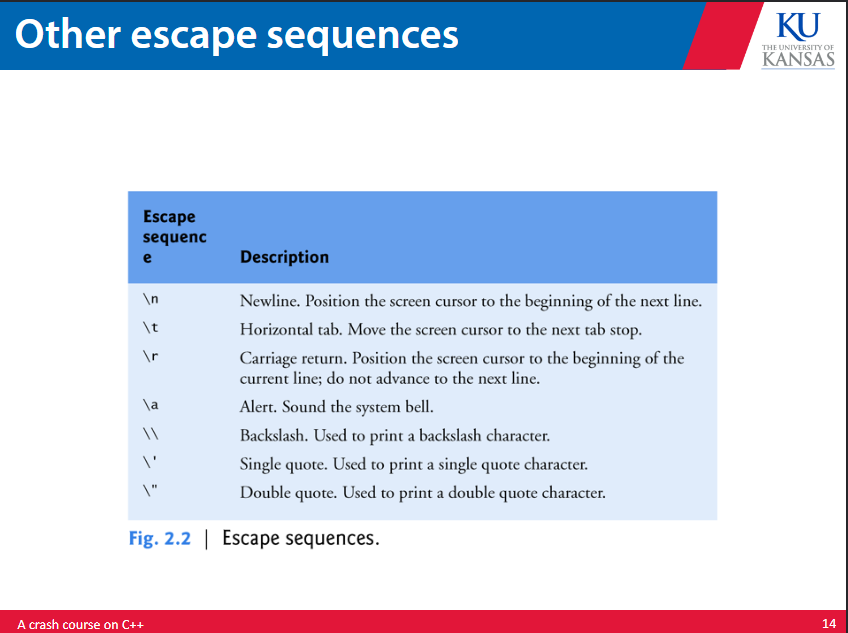 Other escape sequences
KU
THE UNIVERSITY OF
KANSAS
Escape
sequenc
e
Description
\n Newline. Position the screen cursor to the beginning of the next line.
\t Horizontal tab. Move the screen cursor to the next tab stop.
\r Carriage return. Position the screen cursor to the beginning of the
current line; do not advance to the next line.
\a Alert. Sound the system bell.
\\ Backslash. Used to print a backslash character.
\' Single quote. Used to print a single quote character.
\" Double quote. Used to print a double quote character.
Fig. 2.2 | Escape sequences.
A crash course on C++ 14